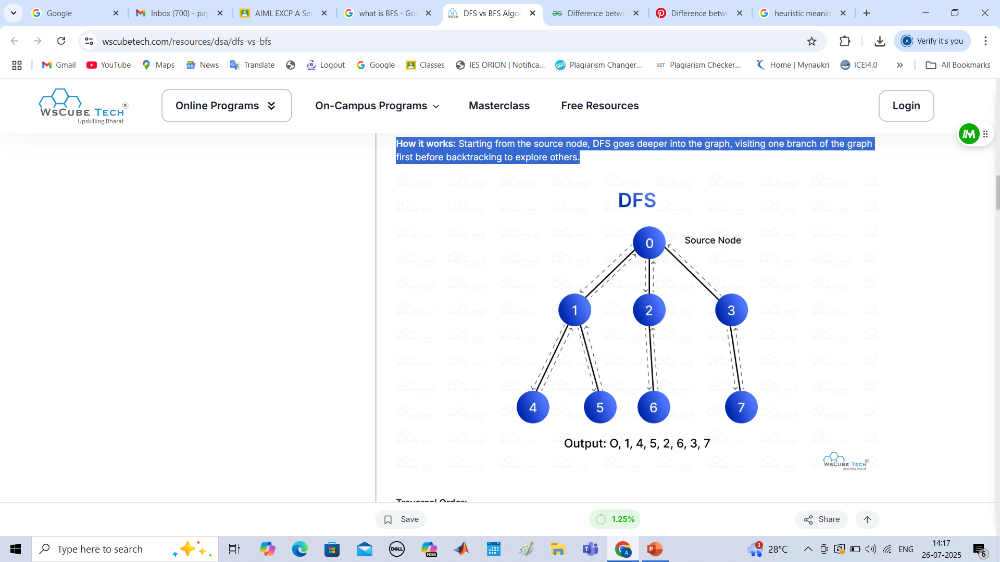 Google
Inbox (700) - pay
AIML EXCP A Ser
what is BFS - Goo
DFS vs BFS Algor
Difference betwe
Difference betwe
heuristic meanin
wscubetech.com/resources/dsa/dfs-vs-bfs
A
Verify it's you
Gmail
YouTube
Maps
News
Translate
Logout
Google
Classes
IES ORION | Notifica...
SEO
Plagiarism Changer...
SST
Plagiarism Checker...
Home | Mynaukri
ICEI4.0
All Bookmarks
WSCUBE TECH®
Upskilling Bharat
Online Programs
On-Campus Programs
Masterclass
Free Resources
Login
How it works: Starting from the source node, DFS goes deeper into the graph, visiting one branch of the graph
first before backtracking to explore others.
DFS
0
Source Node
1
2
3
4
5
6
7
Output: O, 1, 4, 5, 2, 6, 3, 7
WSCUBE TECH®
Upskilling Bharat
Traversal Order:
Save
1.25%
Share
Type here to search
DELL
M365
A
3
28°C
ENG
14:17
26-07-2025
6